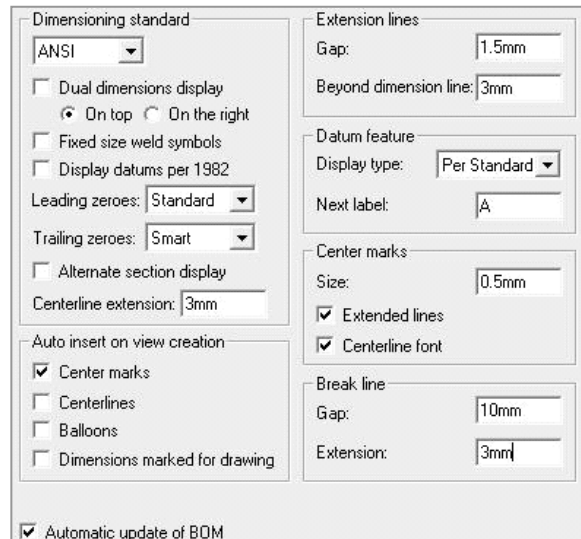 Dimensioning standard
ANSI
Dual dimensions display
On top On the right
Fixed size weld symbols
Display datums per 1982
Leading zeroes: Standard
Trailing zeroes: Smart
Alternate section display
Centerline extension: 3mm
Auto insert on view creation
Center marks
Centerlines
Balloons
Dimensions marked for drawing
Automatic update of BOM
Extension lines
Gap: 1.5mm
Beyond dimension line: 3mm
Datum feature
Display type: Per Standard
Next label: A
Center marks
Size: 0.5mm
Extended lines
Centerline font
Break line
Gap: 10mm
Extension: 3mm